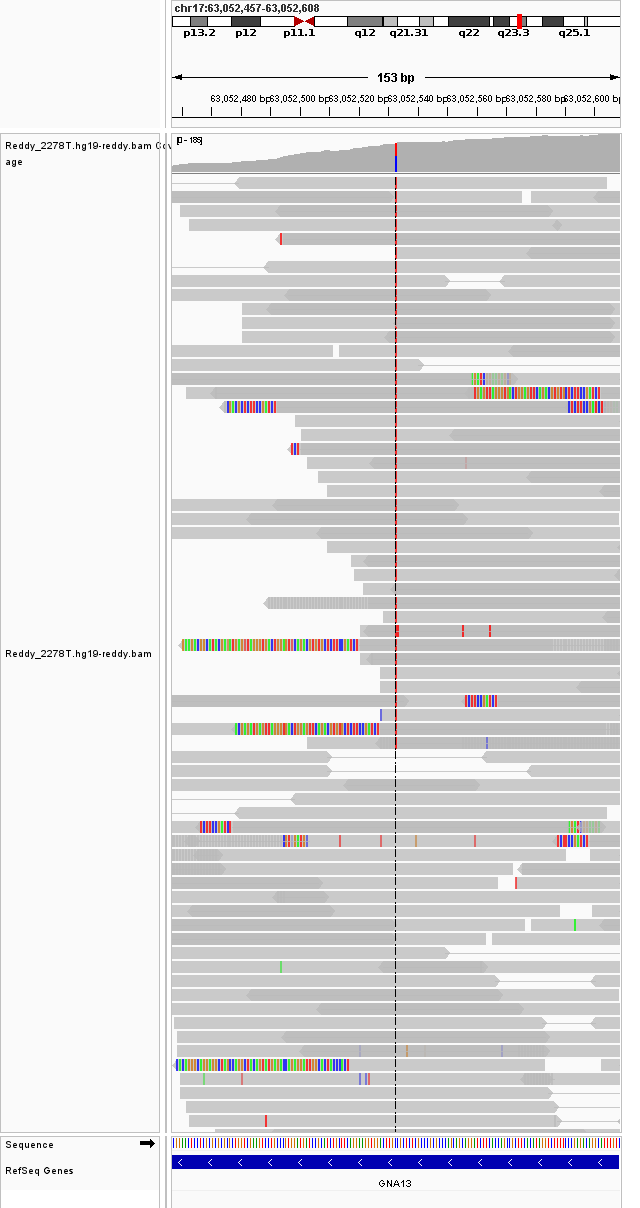 chr17:63,052,457-63,052,608
p13.2 p12 p11.1 q12 q21.31 q22 q23.3 q25.1
153 bp
63,052,480 bp 63,052,500 bp 63,052,520 bp 63,052,540 bp 63,052,560 bp 63,052,580 bp 63,052,600 bp
[0 - 186]
Reddy_2278T.hg19-reddy.bam Cov
age
Reddy_2278T.hg19-reddy.bam
Sequence
RefSeq Genes
GNA13